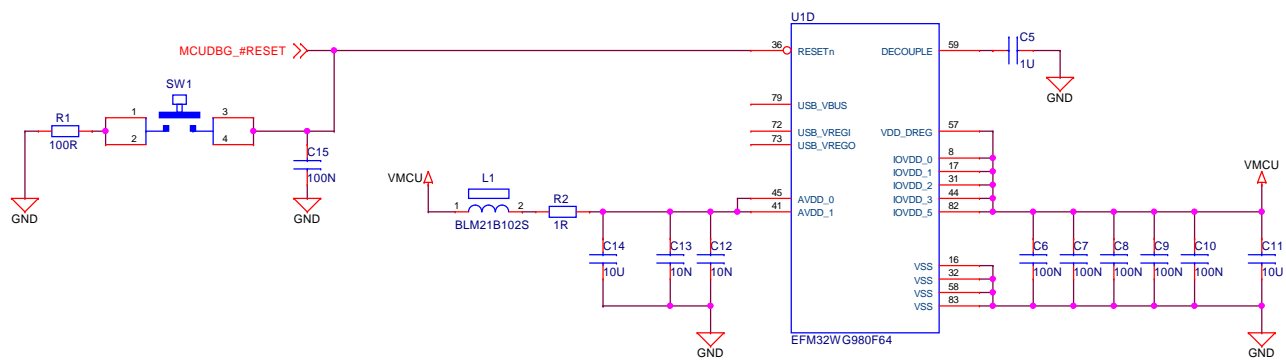 U1D
MCUDBG_#RESET
36
RESETn
DECOUPLE
59
C5
1U
GND
SW1
R1
100R
1
2
3
4
C15
100N
GND
GND
79
USB_VBUS
72
USB_VREGI
73
USB_VREGO
VDD_DREG
57
IOVDD_0
8
IOVDD_1
17
IOVDD_2
31
IOVDD_3
44
IOVDD_5
82
VMCU
VMCU
L1
1
2
BLM21B102S
R2
1R
45
AVDD_0
41
AVDD_1
C14
10U
C13
10N
C12
10N
GND
VSS
16
VSS
32
VSS
58
VSS
83
C6
100N
C7
100N
C8
100N
C9
100N
C10
100N
C11
10U
GND
EFM32WG980F64